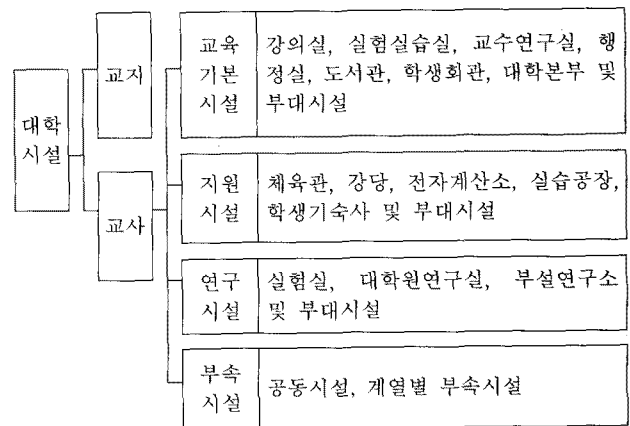 대학
시설
교지
교사
교육
기본
시설
강의실, 실험실습실, 교수연구실, 행
정실, 도서관, 학생회관, 대학본부 및
부대시설
지원
시설
체육관, 강당, 전자계산소, 실습공장,
학생기숙사 및 부대시설
연구
시설
실험실, 대학원연구실, 부설연구소
및 부대시설
부속
시설
공동시설, 계열별 부속시설